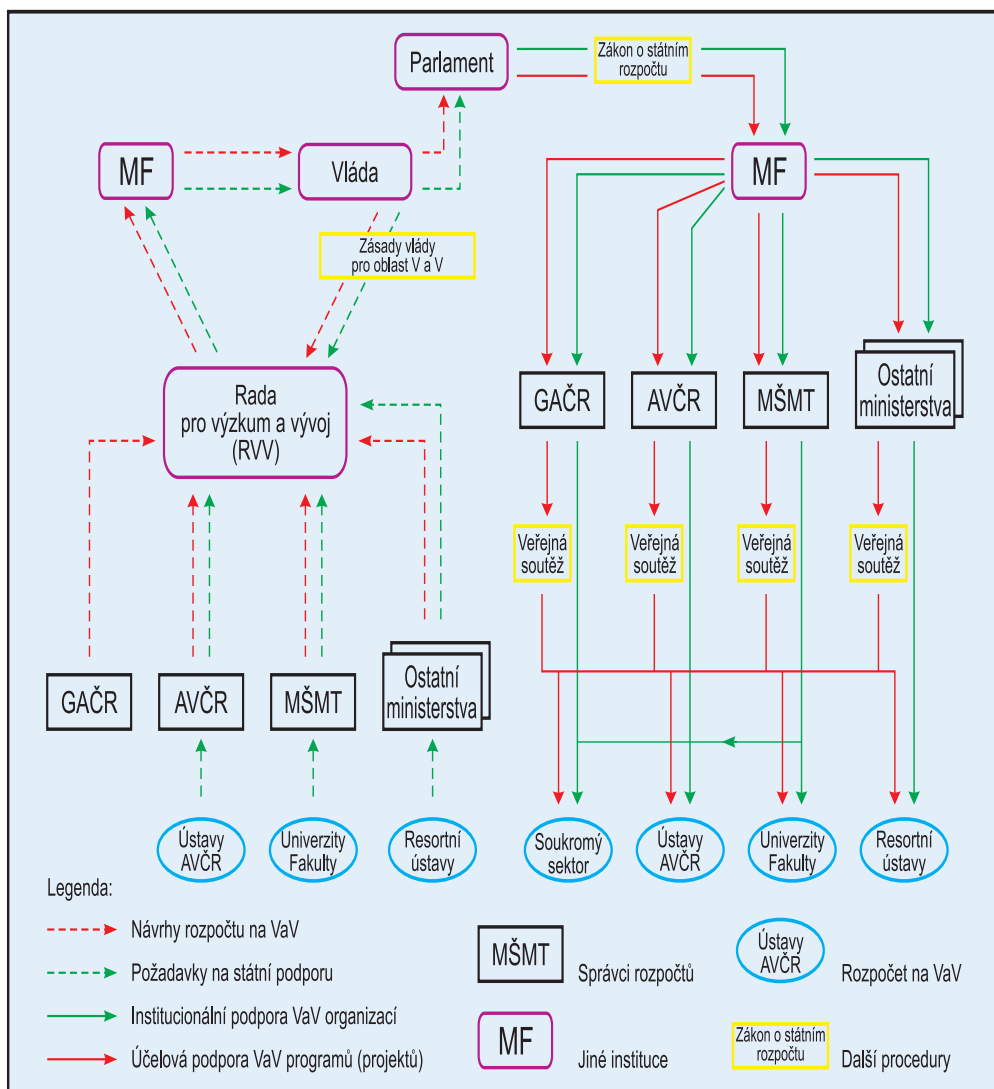 Parlament
Zákon o státním
rozpočtu
MF
Vláda
MF
Zásady vlády
pro oblast V a V
Rada
pro výzkum a vývoj
(RVV)
GAČR
AVČR
MŠMT
Ostatní
ministerstva
Veřejná
soutěž
Veřejná
soutěž
Veřejná
soutěž
Veřejná
soutěž
GAČR
AVČR
MŠMT
Ostatní
ministerstva
Ústavy
AVČR
Univerzity
Fakulty
Resortní
ústavy
Soukromý
sektor
Ústavy
AVČR
Univerzity
Fakulty
Resortní
ústavy
Legenda:
Návrhy rozpočtu na VaV
Požadavky na státní podporu
Institucionální podpora VaV organizací
Účelová podpora VaV programů (projektů)
MŠMT
Správci rozpočtů
Ústavy
AVČR
Rozpočet na VaV
MF
Jiné instituce
Zákon o státním
rozpočtu
Další procedury